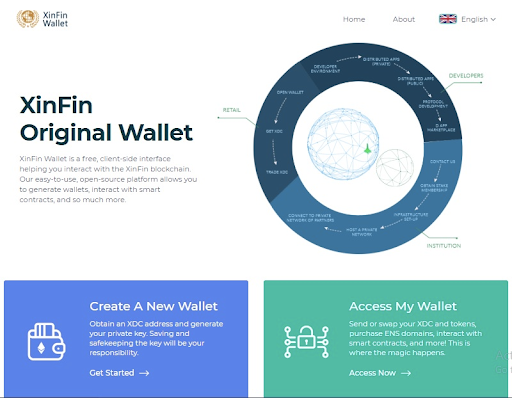 XinFin
Wallet
Home
About
English
XinFin
Original Wallet
XinFin Wallet is a free, client-side interface
helping you interact with the XinFin blockchain.
Our easy-to-use, open-source platform allows you
to generate wallets, interact with smart
contracts, and so much more.
RETAIL
DEVELOPERS
INSTITUTION
OPEN WALLET
GET XDC
TRADE XDC
DEVELOPER
ENVIRONMENT
DISTRIBUTED APPS
(PRIVATE)
DISTRIBUTED APPS
(PUBLIC)
PROTOCOL
DEVELOPMENT
D APP
MARKETPLACE
CONTACT US
OBTAIN STAKE
MEMBERSHIP
INFRASTRUCTURE
SET-UP
HOST A PRIVATE
NETWORK
CONNECT TO PRIVATE
NETWORK OF PARTNERS
Create A New Wallet
Obtain an XDC address and generate
your private key. Saving and
safekeeping the key will be your
responsibility.
Get Started
Access My Wallet
Send or swap your XDC and tokens,
purchase ENS domains, interact with
smart contracts, and more! This is
where the magic happens.
Access Now